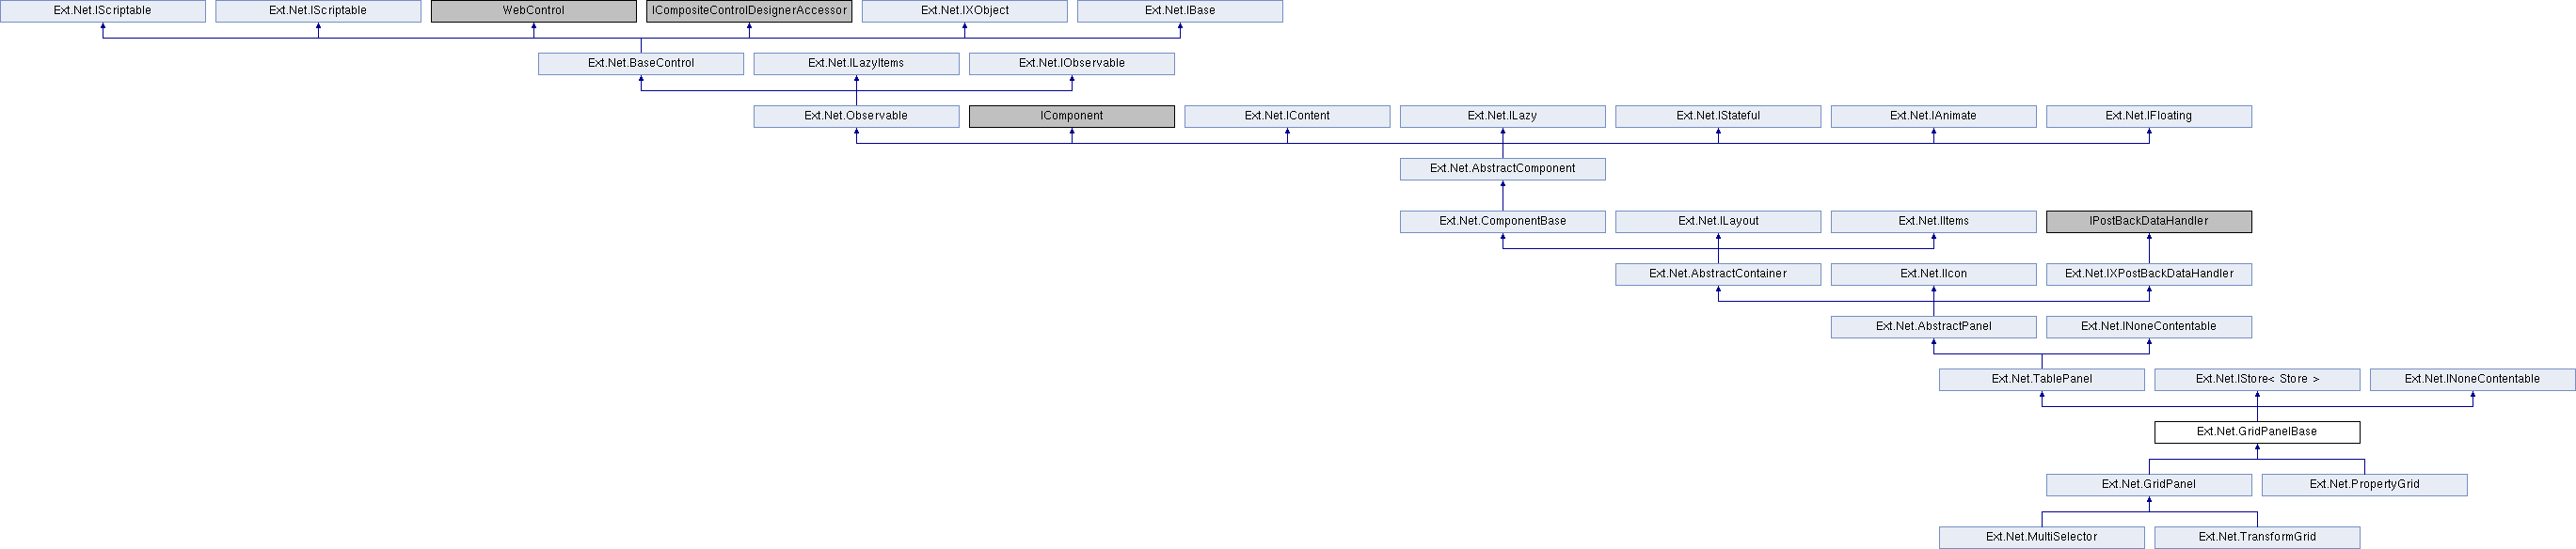 Ext.Net.IScriptable
Ext.Net.IScriptable
WebControl
ICompositeControlDesignerAccessor
Ext.Net.IXObject
Ext.Net.IBase
Ext.Net.BaseControl
Ext.Net.ILazyItems
Ext.Net.IObservable
Ext.Net.Observable
IComponent
Ext.Net.IContent
Ext.Net.ILazy
Ext.Net.IStateful
Ext.Net.IAnimate
Ext.Net.IFloating
Ext.Net.AbstractComponent
Ext.Net.ComponentBase
Ext.Net.ILayout
Ext.Net.IItems
IPostBackDataHandler
Ext.Net.AbstractContainer
Ext.Net.IIcon
Ext.Net.IXPostBackDataHandler
Ext.Net.AbstractPanel
Ext.Net.INoneContentable
Ext.Net.TablePanel
Ext.Net.IStore< Store >
Ext.Net.INoneContentable
Ext.Net.GridPanelBase
Ext.Net.GridPanel
Ext.Net.PropertyGrid
Ext.Net.MultiSelector
Ext.Net.TransformGrid